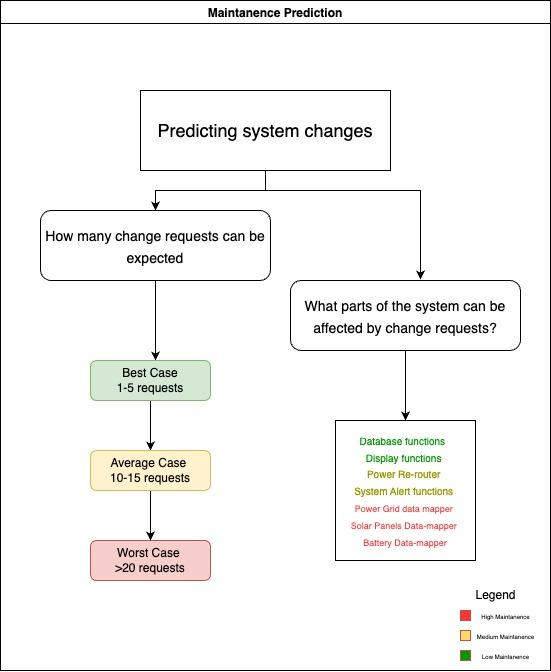 Maintanence Prediction
Predicting system changes
How many change requests can be
expected
What parts of the system can be
affected by change requests?
Best Case
1-5 requests
Average Case
10-15 requests
Worst Case
>20 requests
Database functions
Display functions
Power Re-router
System Alert functions
Power Grid data mapper
Solar Panels Data-mapper
Battery Data-mapper
Legend
High Maintanence
Medium Maintanence
Low Maintanence